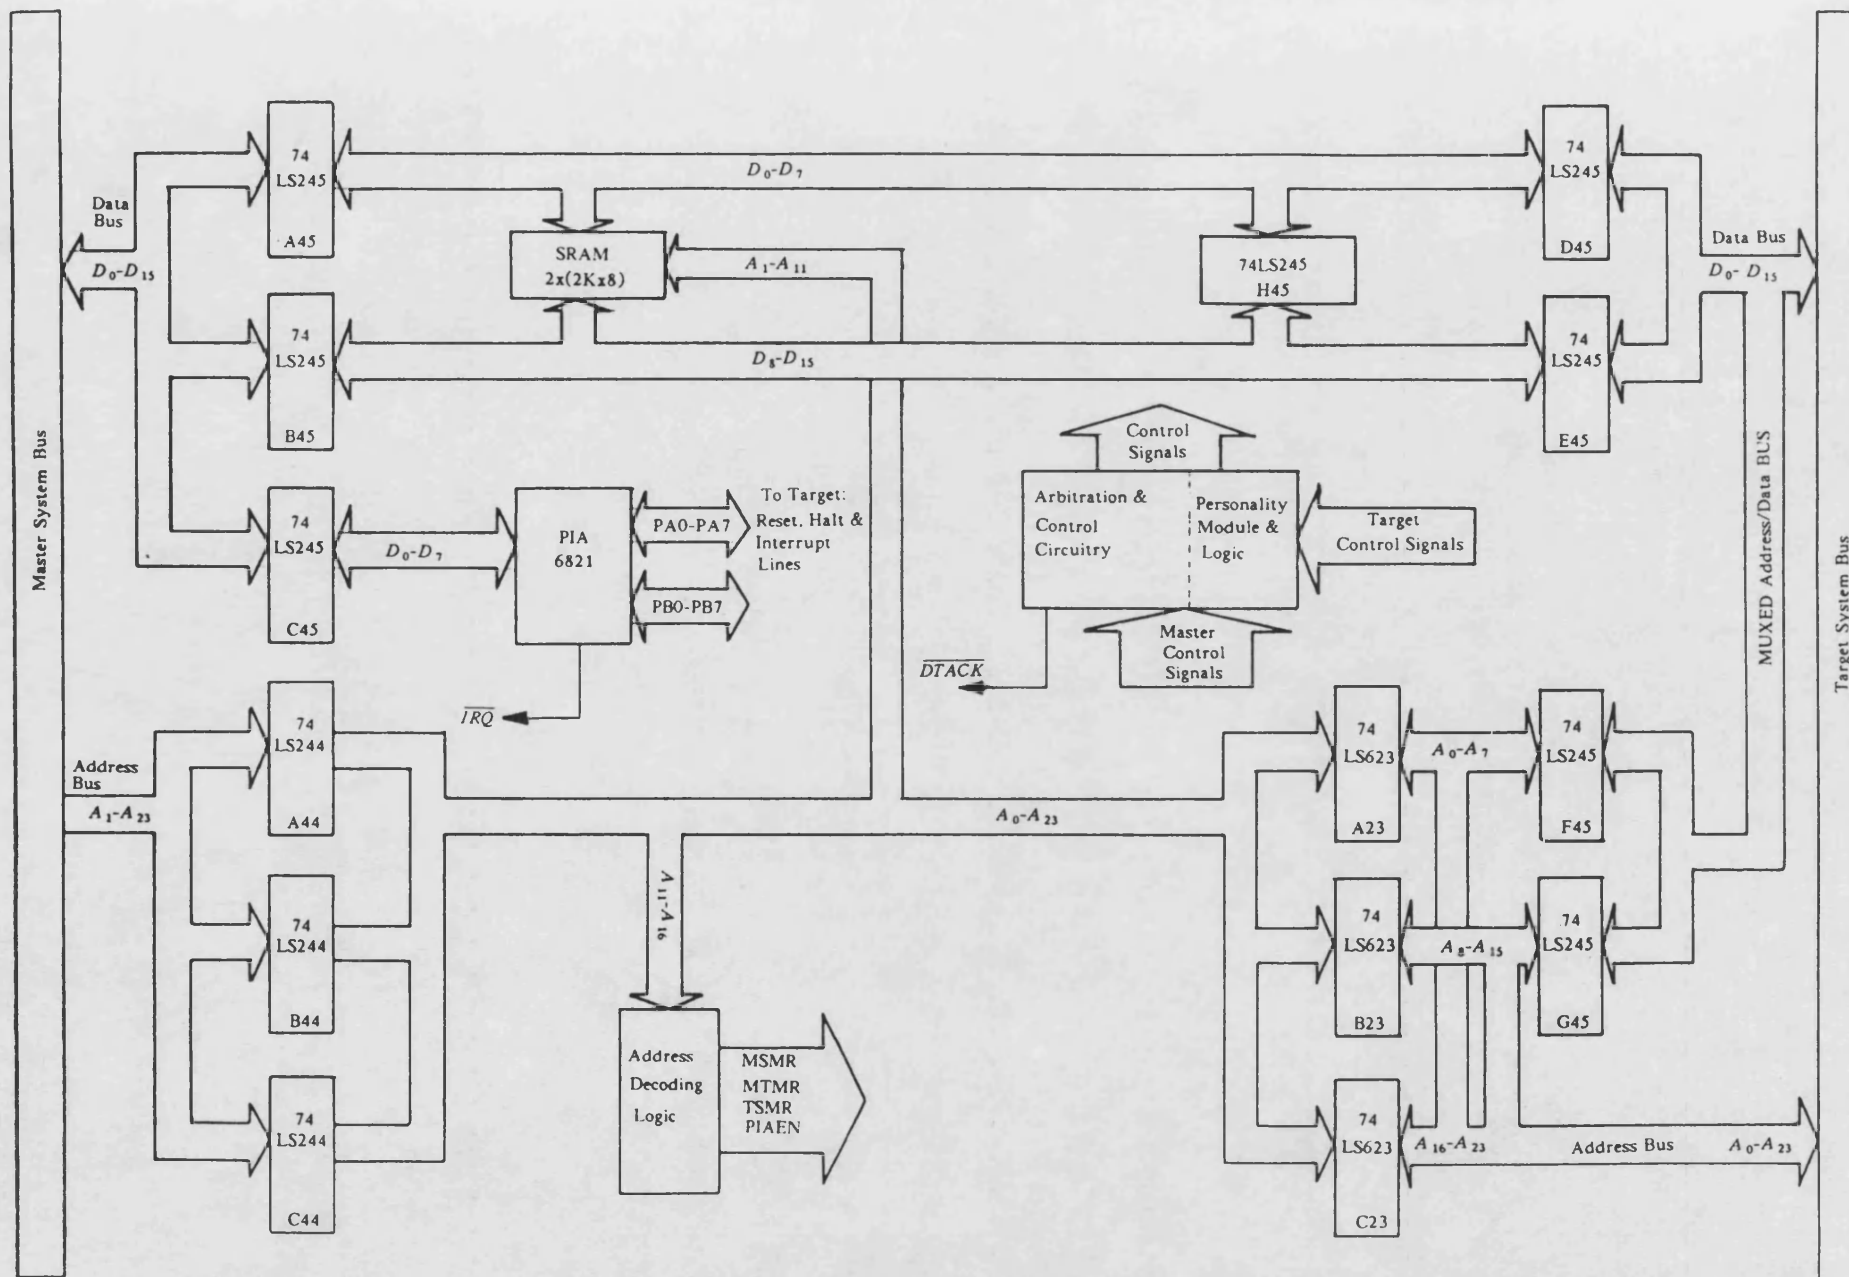 Master System Bus
Data
Bus
D0-D15
74
LS245
A45
74
LS245
B45
74
LS245
C45
D0-D7
SRAM
2x(2Kx8)
A1-A11
D8-D15
74LS245
H45
74
LS245
D45
74
LS245
E45
Data Bus
D0- D15
MUXED Address/Data BUS
Target System Bus
D0-D7
PIA
6821
PA0-PA7
PB0-PB7
To Target:
Reset, Halt &
Interrupt
Lines
IRQ
Control
Signals
Arbitration &
Control
Circuitry
Personality
Module &
Logic
Target
Control Signals
Master
Control
Signals
DTACK
Address
Bus
A1-A23
74
LS244
A44
74
LS244
B44
74
LS244
C44
A11-A16
Address
Decoding
Logic
MSMR
MTMR
TSMR
PIAEN
A0-A23
74
LS623
A23
74
LS623
B23
74
LS623
C23
A0-A7
A8-A15
A16-A23
74
LS245
F45
74
LS245
G45
Address Bus
A0-A23